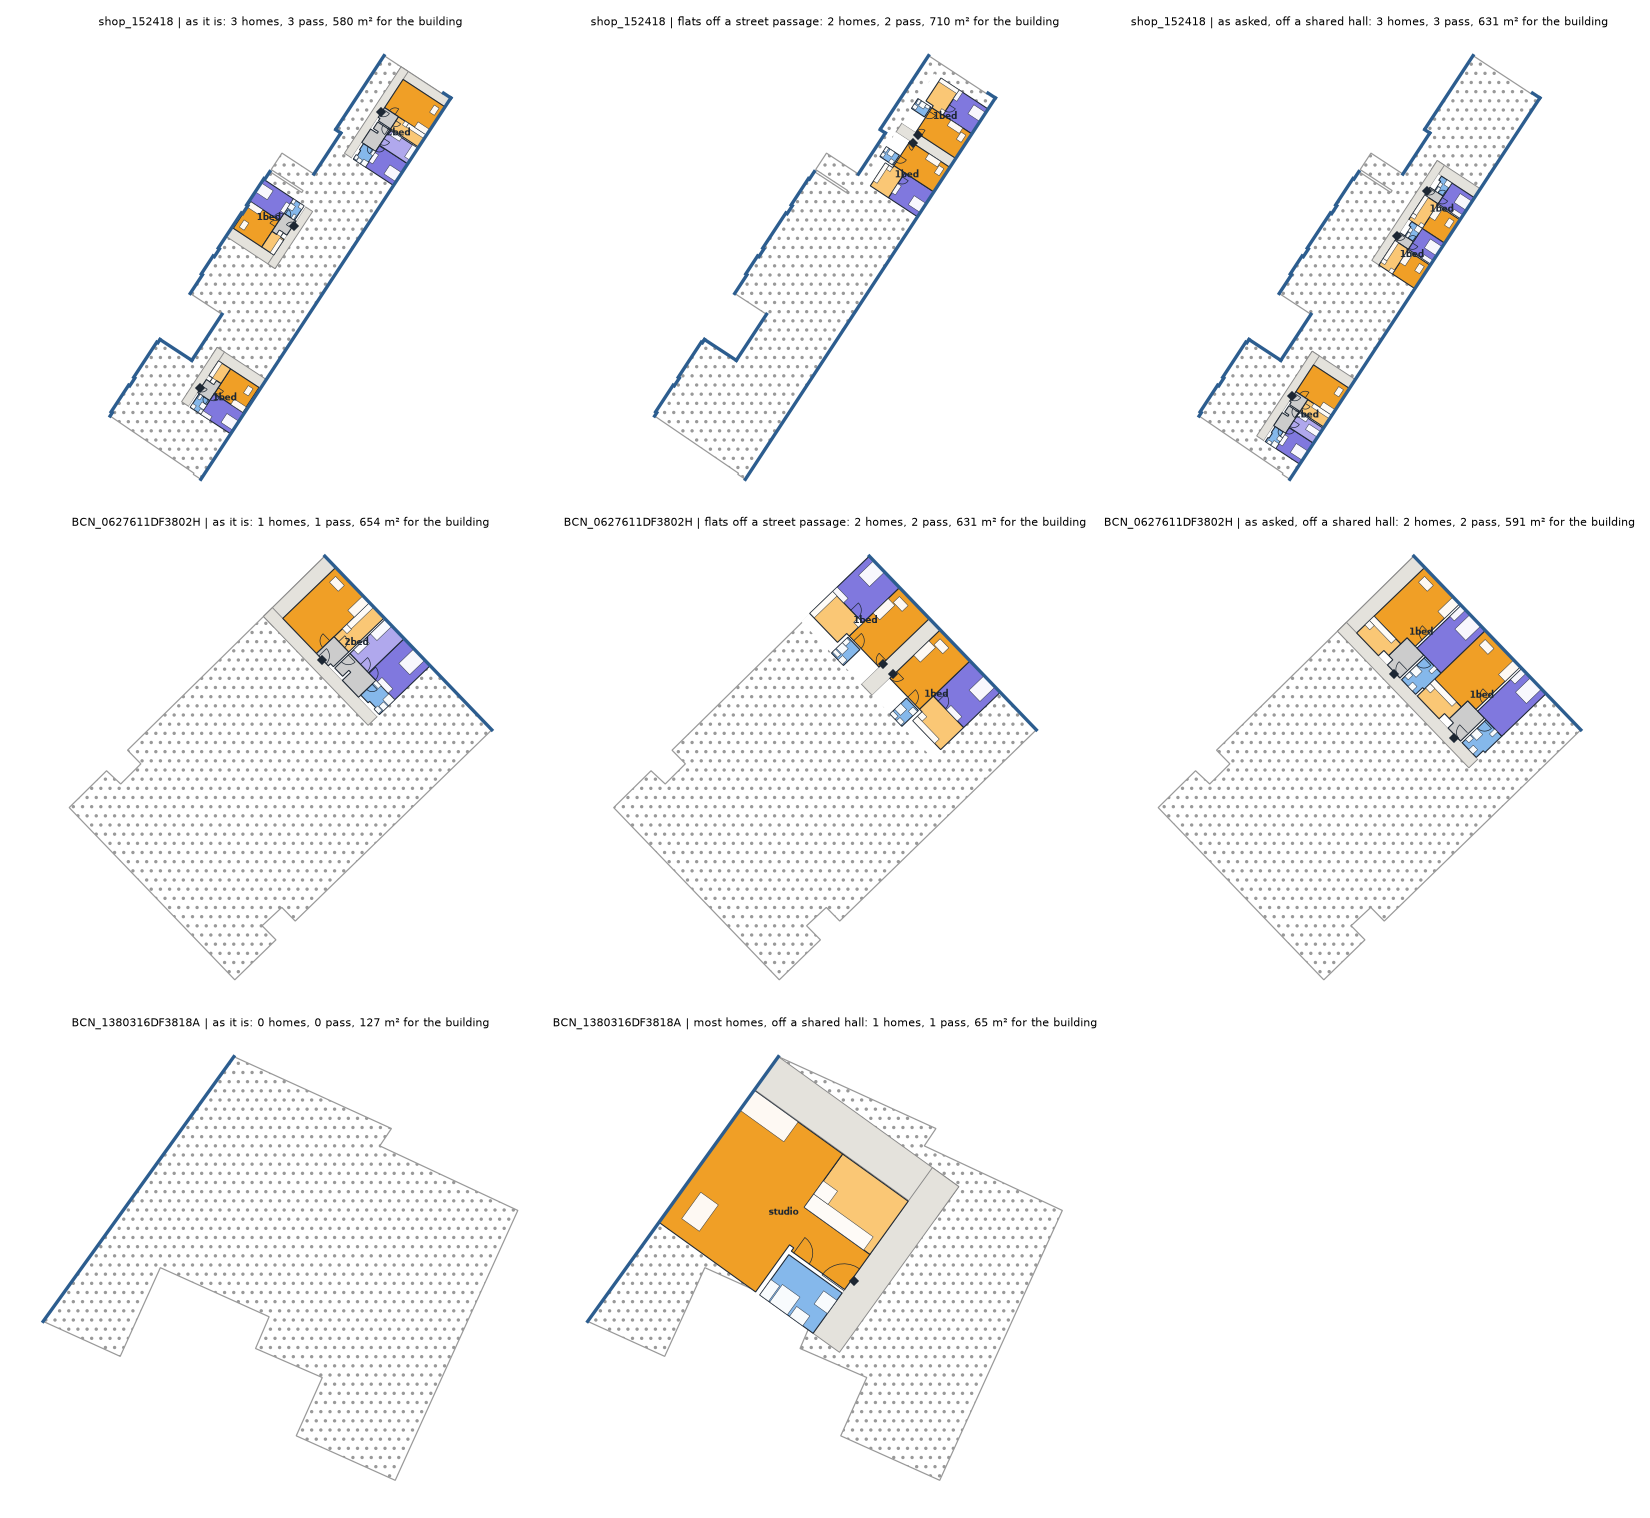 shop_152418 | as it is: 3 homes, 3 pass, 580 m² for the building
shop_152418 | flats off a street passage: 2 homes, 2 pass, 710 m² for the building
shop_152418 | as asked, off a shared hall: 3 homes, 3 pass, 631 m² for the building
2bed
1bed
1bed
1bed
1bed
1bed
1bed
2bed
BCN_0627611DF3802H | as it is: 1 homes, 1 pass, 654 m² for the building
BCN_0627611DF3802H | flats off a street passage: 2 homes, 2 pass, 631 m² for the building
BCN_0627611DF3802H | as asked, off a shared hall: 2 homes, 2 pass, 591 m² for the building
2bed
1bed
1bed
1bed
1bed
BCN_1380316DF3818A | as it is: 0 homes, 0 pass, 127 m² for the building
BCN_1380316DF3818A | most homes, off a shared hall: 1 homes, 1 pass, 65 m² for the building
studio